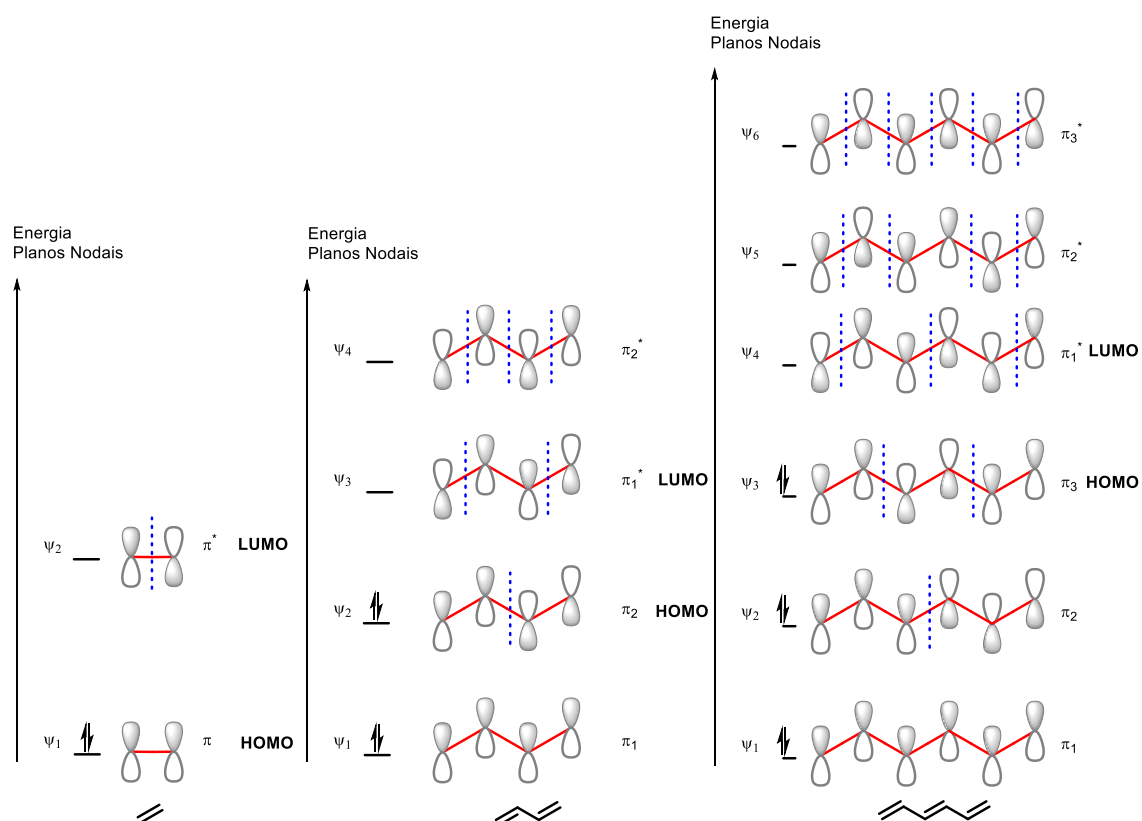 Energia
Planos Nodais
ψ2
π* LUMO
ψ1
π HOMO
Energia
Planos Nodais
ψ4
π2*
ψ3
π1* LUMO
ψ2
π2 HOMO
ψ1
π1
Energia
Planos Nodais
ψ6
π3*
ψ5
π2*
ψ4
π1* LUMO
ψ3
π3 HOMO
ψ2
π2
ψ1
π1